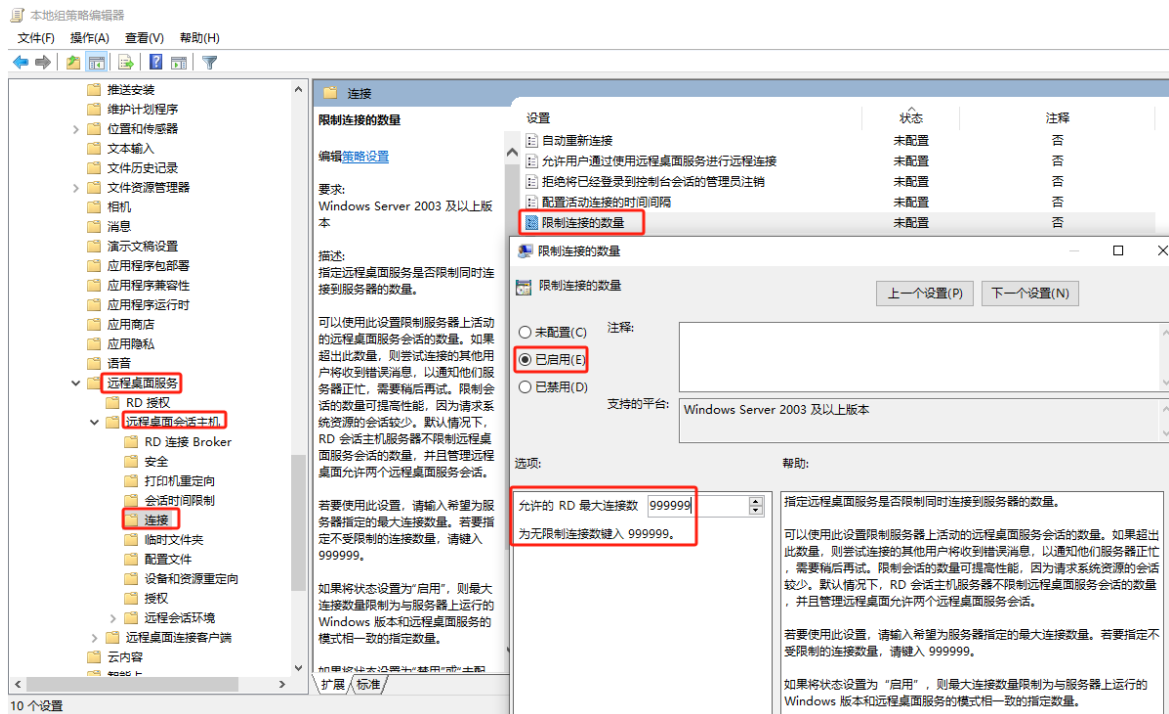 本地组策略编辑器
文件(F) 操作(A) 查看(V) 帮助(H)
推送安装
维护计划程序
位置和传感器
文本输入
文件历史记录
文件资源管理器
相机
消息
演示文稿设置
应用程序包部署
应用程序兼容性
应用程序运行时
应用商店
应用隐私
语音
远程桌面服务
RD 授权
远程桌面会话主机
RD 连接 Broker
安全
打印机重定向
会话时间限制
连接
临时文件夹
配置文件
设备和资源重定向
授权
远程会话环境
远程桌面连接客户端
云内容
连接
限制连接的数量
编辑策略设置
要求:
Windows Server 2003 及以上版
本
描述:
指定远程桌面服务是否限制同时连
接到服务器的数量。
可以使用此设置限制服务器上活动
的远程桌面服务会话的数量。如果
超出此数量，则尝试连接的其他用
户将收到错误消息，以通知他们服
务器正忙，需要稍后再试。限制会
话的数量可提高性能，因为请求系
统资源的会话较少。默认情况下，
RD 会话主机服务器不限制远程桌
面服务会话的数量，并且管理远程
桌面允许两个远程桌面服务会话。
若要使用此设置，请输入希望为服
务器指定的最大连接数量。若要指
定不受限制的连接数量，请键入
999999。
如果将状态设置为“启用”，则最大
连接数量限制为与服务器上运行的
Windows 版本和远程桌面服务的
模式相一致的指定数量。
扩展 标准
设置 状态 注释
自动重新连接 未配置 否
允许用户通过使用远程桌面服务进行远程连接 未配置 否
拒绝将已经登录到控制台会话的管理员注销 未配置 否
配置活动连接的时间间隔 未配置 否
限制连接的数量 未配置 否
限制连接的数量
限制连接的数量
上一个设置(P) 下一个设置(N)
未配置(C) 注释:
已启用(E)
已禁用(D)
支持的平台: Windows Server 2003 及以上版本
选项: 帮助:
允许的 RD 最大连接数 999999
为无限制连接数键入 999999。
指定远程桌面服务是否限制同时连接到服务器的数量。
可以使用此设置限制服务器上活动的远程桌面服务会话的数量。如果超出
此数量，则尝试连接的其他用户将收到错误消息，以通知他们服务器正忙
，需要稍后再试。限制会话的数量可提高性能，因为请求系统资源的会话
较少。默认情况下，RD 会话主机服务器不限制远程桌面服务会话的数量
，并且管理远程桌面允许两个远程桌面服务会话。
若要使用此设置，请输入希望为服务器指定的最大连接数量。若要指定不
受限制的连接数量，请键入 999999。
如果将状态设置为“启用”，则最大连接数量限制为与服务器上运行的
Windows 版本和远程桌面服务的模式相一致的指定数量。
10 个设置